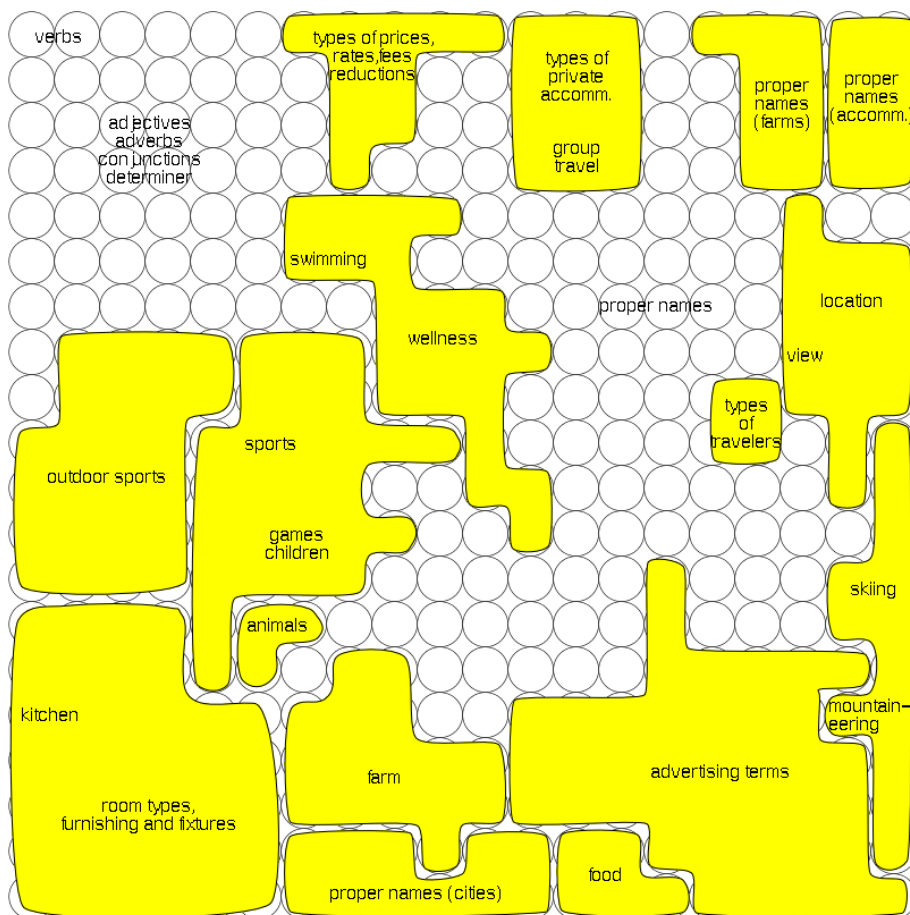 verbs
types of prices,
rates,fees
reductions
types of
private
accomm.
group
travel
proper
names
(farms)
proper
names
(accomm.)
adjectives
adverbs
conjunctions
determiner
swimming
wellness
proper names
location
view
types
of
travelers
outdoor sports
sports
games
children
skiing
animals
kitchen
mountain-
eering
farm
advertising terms
room types,
furnishing and fixtures
proper names (cities)
food